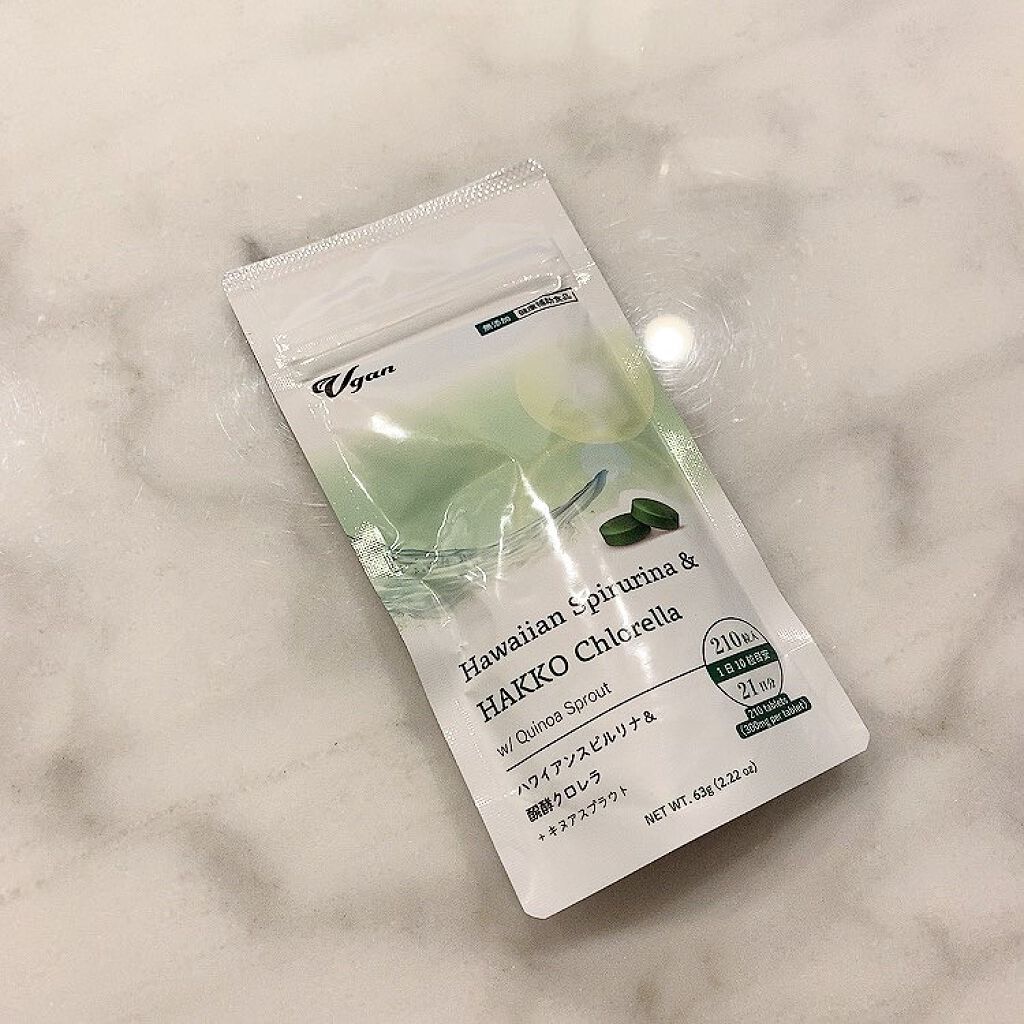 無添加 健康補助食品
Vgan
Hawaiian Spirurina &
HAKKO Chlorella
w/ Quinoa Sprout
ハワイアンスピルリナ&
醗酵クロレラ
+キヌアスプラウト
210粒入
1日10粒目安
21日分
210 tablets
(300mg per tablet)
NET WT. 63g (2.22 oz)